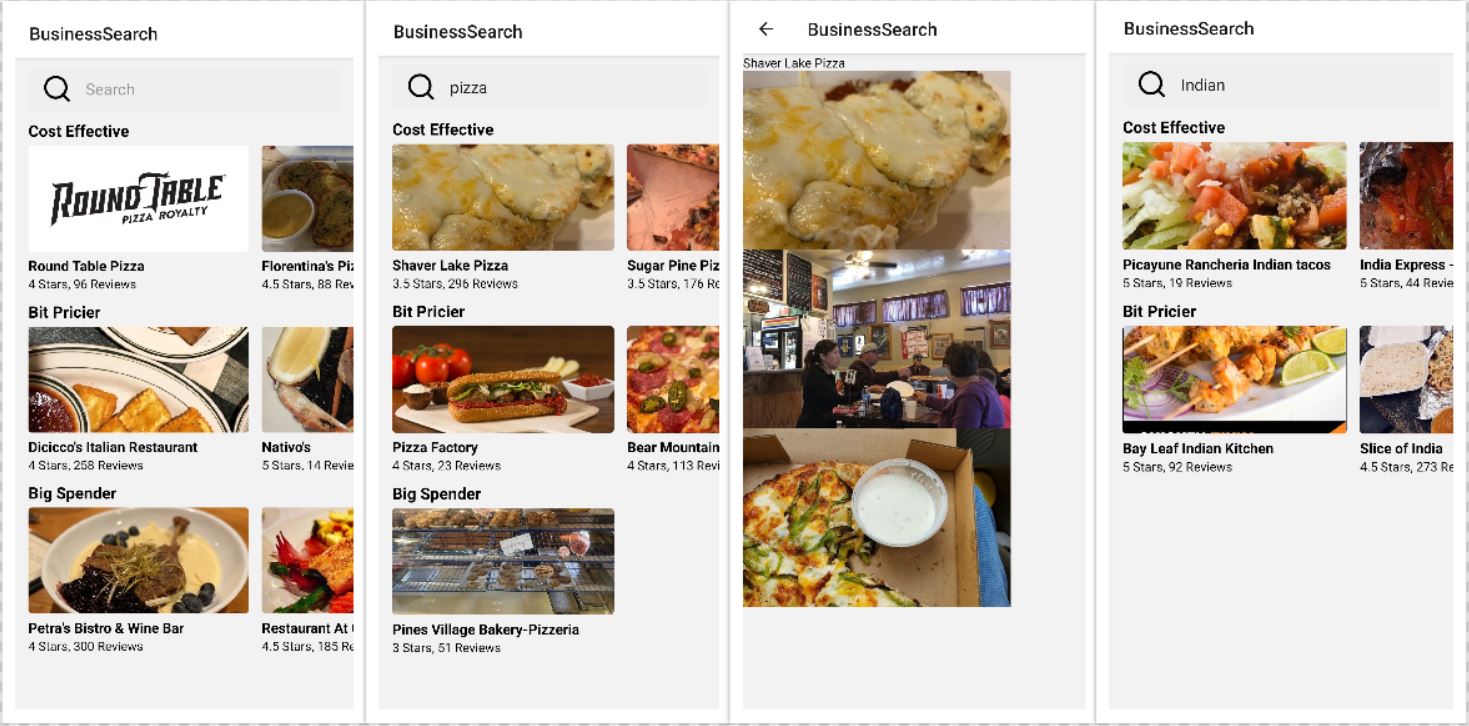 BusinessSearch
Search
Cost Effective
ROUND TABLE
PIZZA ROYALTY
Round Table Pizza
4 Stars, 96 Reviews
Florentina's Piz
4.5 Stars, 88 Rev
Bit Pricier
Dicicco's Italian Restaurant
4 Stars, 258 Reviews
Nativo's
5 Stars, 14 Revie
Big Spender
Petra's Bistro & Wine Bar
4 Stars, 300 Reviews
Restaurant At
4.5 Stars, 185 Re
BusinessSearch
pizza
Cost Effective
Shaver Lake Pizza
3.5 Stars, 296 Reviews
Sugar Pine Piz
3.5 Stars, 176 Re
Bit Pricier
Pizza Factory
4 Stars, 23 Reviews
Bear Mountain
4 Stars, 113 Revi
Big Spender
Pines Village Bakery-Pizzeria
3 Stars, 51 Reviews
BusinessSearch
Shaver Lake Pizza
BusinessSearch
Indian
Cost Effective
Picayune Rancheria Indian tacos
5 Stars, 19 Reviews
India Express -
5 Stars, 44 Revie
Bit Pricier
Bay Leaf Indian Kitchen
5 Stars, 92 Reviews
Slice of India
4.5 Stars, 273 Re